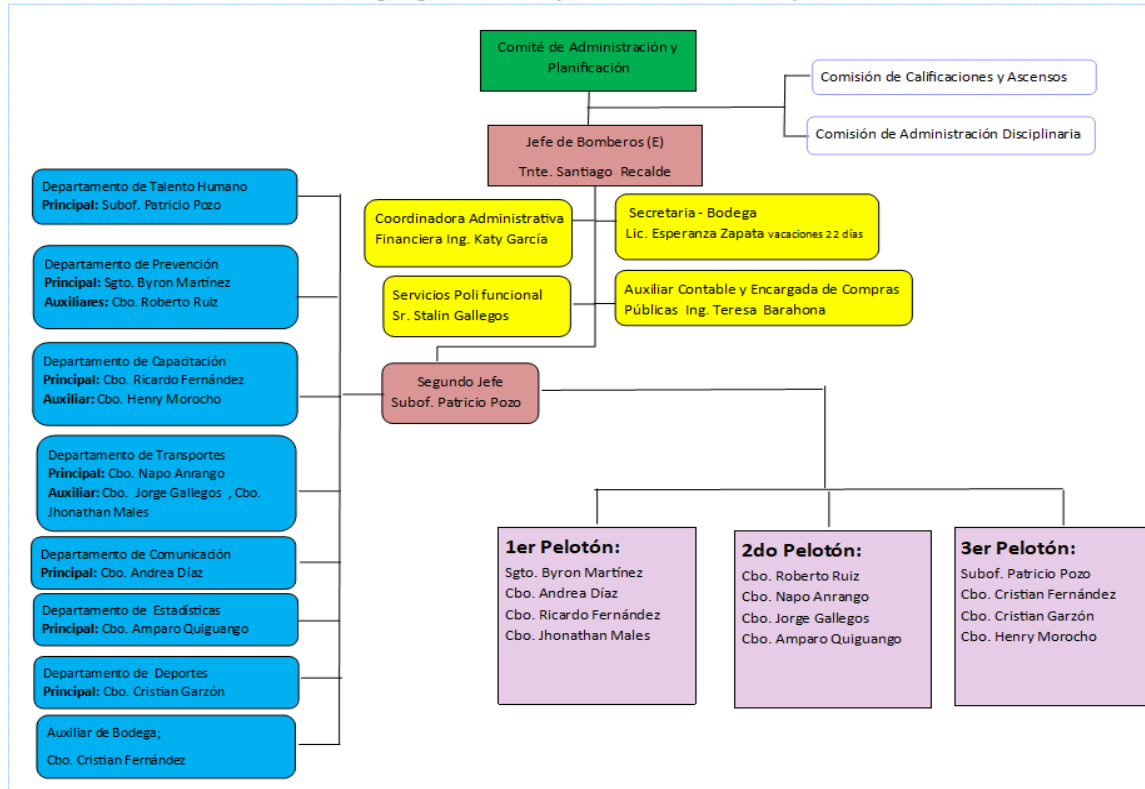 Comité de Administración y
Planificación
Comisión de Calificaciones y Ascensos
Comisión de Administración Disciplinaria
Jefe de Bomberos (E)
Tnte. Santiago Recalde
Departamento de Talento Humano
Principal: Subof. Patricio Pozo
Coordinadora Administrativa
Financiera Ing. Katy García
Secretaria - Bodega
Lic. Esperanza Zapata vacaciones 22 días
Departamento de Prevención
Principal: Sgto. Byron Martínez
Auxiliares: Cbo. Roberto Ruiz
Servicios Poli funcional
Sr. Stalin Gallegos
Auxiliar Contable y Encargada de Compras
Públicas Ing. Teresa Barahona
Departamento de Capacitación
Principal: Cbo. Ricardo Fernández
Auxiliar: Cbo. Henry Morocho
Segundo Jefe
Subof. Patricio Pozo
Departamento de Transportes
Principal: Cbo. Napo Anrango
Auxiliar: Cbo. Jorge Gallegos , Cbo.
Jhonathan Males
Departamento de Comunicación
Principal: Cbo. Andrea Díaz
Departamento de Estadísticas
Principal: Cbo. Amparo Quiguango
Departamento de Deportes
Principal: Cbo. Cristian Garzón
Auxiliar de Bodega;
Cbo. Cristian Fernández
1er Pelotón:
Sgto. Byron Martínez
Cbo. Andrea Díaz
Cbo. Ricardo Fernández
Cbo. Jhonathan Males
2do Pelotón:
Cbo. Roberto Ruiz
Cbo. Napo Anrango
Cbo. Jorge Gallegos
Cbo. Amparo Quiguango
3er Pelotón:
Subof. Patricio Pozo
Cbo. Cristian Fernández
Cbo. Cristian Garzón
Cbo. Henry Morocho